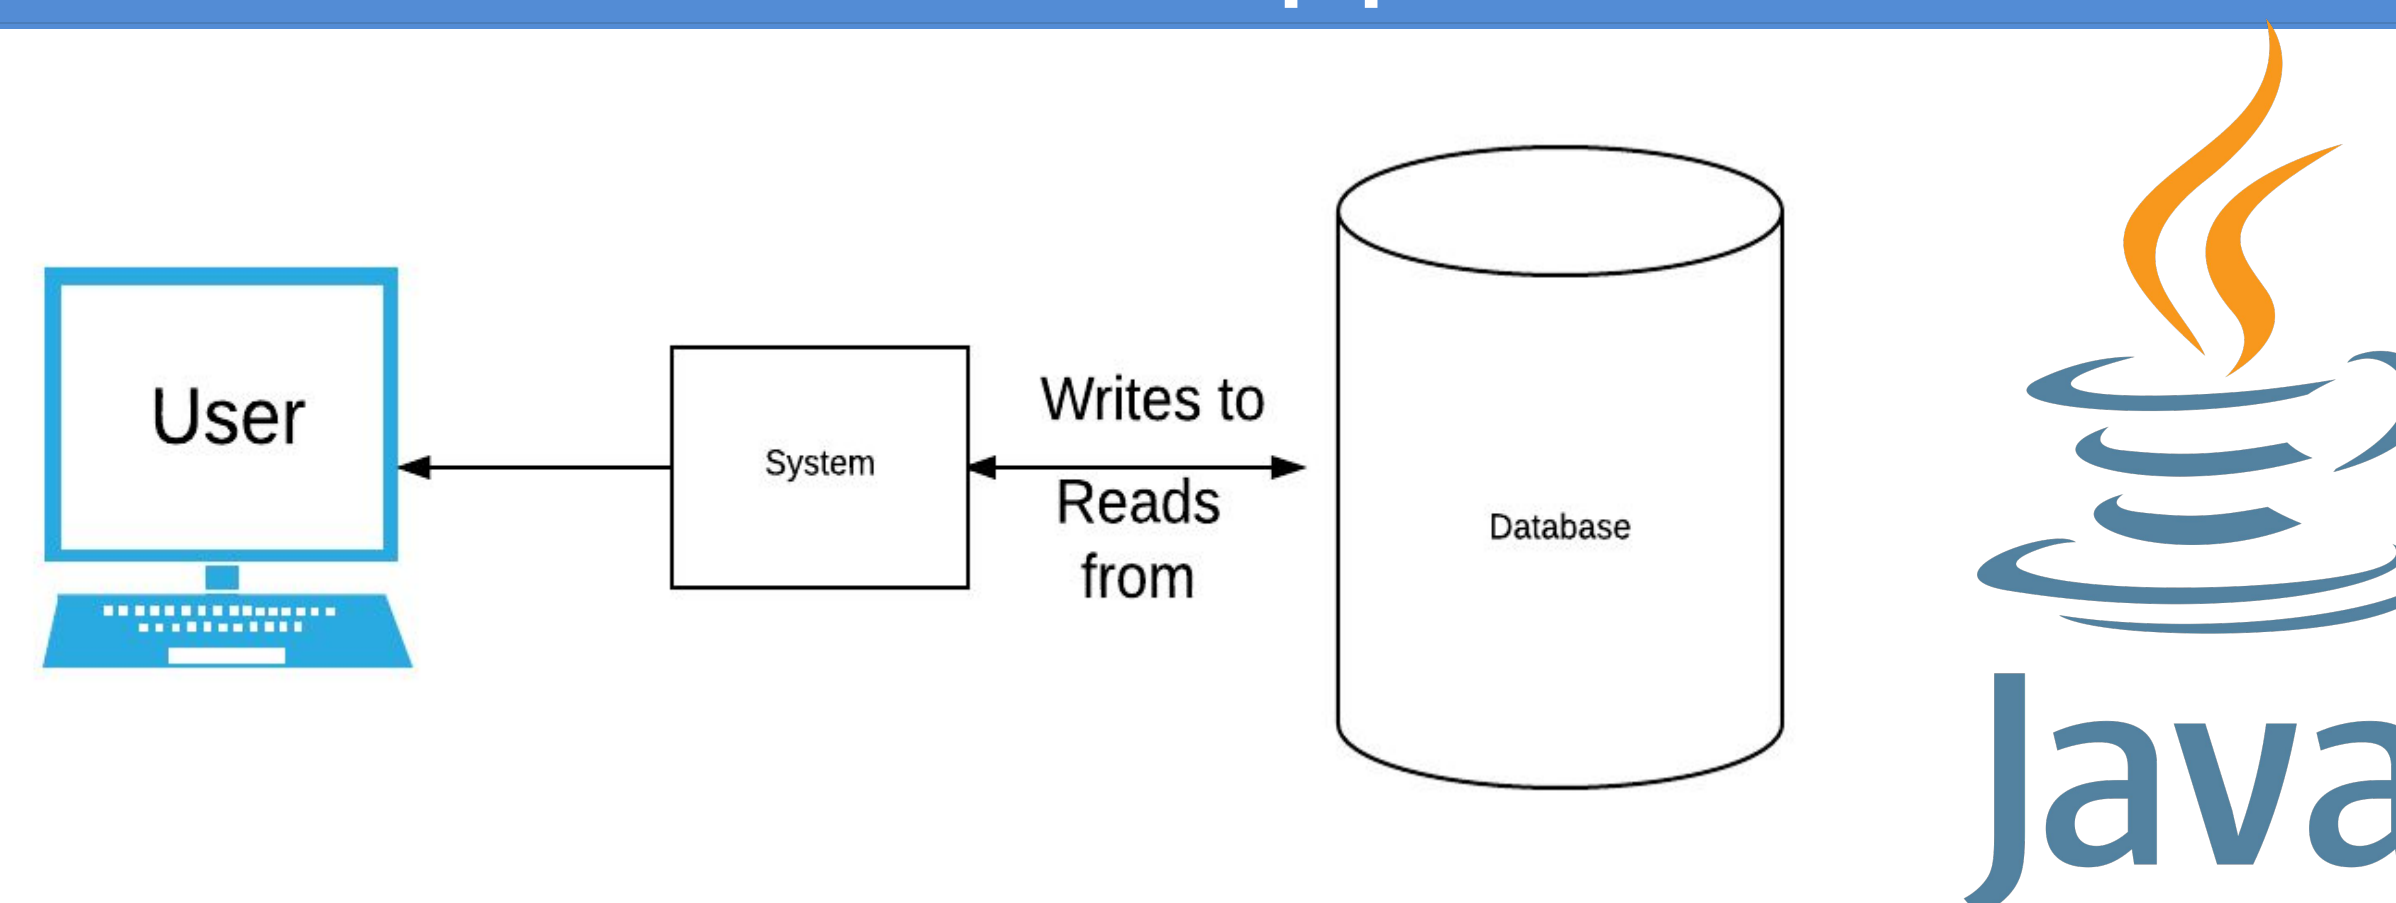 User
System
Writes to
Reads
from
Database
Java